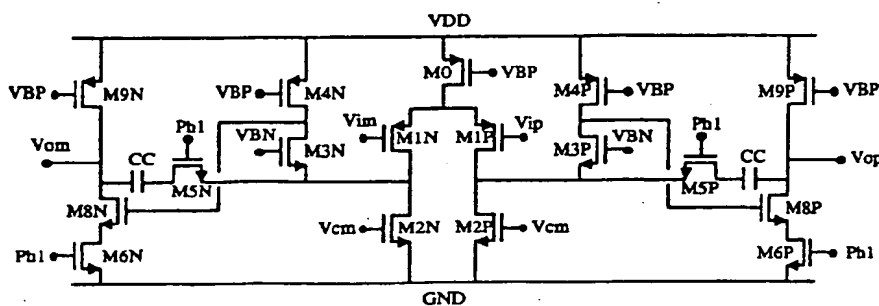 VDD
VBP M9N VBP M4N M0 VBP M4P VBP M9P VBP
Vom Ph1 VBN Vim M1N M1P Vip M3P VBN Ph1 Vop
CC M3N CC
M5N M5P
M8N Vcm M2N M2P Vcm M8P
Ph1 M6N M6P Ph1
GND